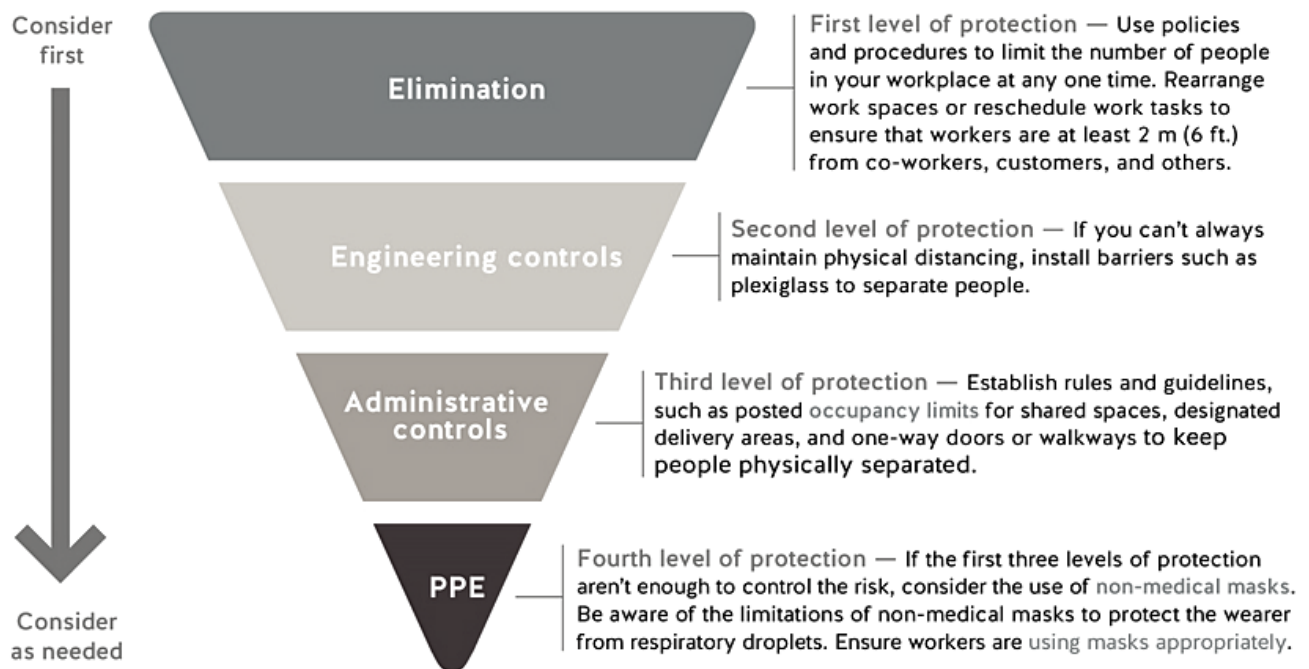 Consider
first
Elimination
First level of protection — Use policies
and procedures to limit the number of people
in your workplace at any one time. Rearrange
work spaces or reschedule work tasks to
ensure that workers are at least 2 m (6 ft.)
from co-workers, customers, and others.
Engineering controls
Second level of protection — If you can't always
maintain physical distancing, install barriers such as
plexiglass to separate people.
Administrative
controls
Third level of protection — Establish rules and guidelines,
such as posted occupancy limits for shared spaces, designated
delivery areas, and one-way doors or walkways to keep
people physically separated.
PPE
Fourth level of protection — If the first three levels of protection
aren't enough to control the risk, consider the use of non-medical masks.
Be aware of the limitations of non-medical masks to protect the wearer
from respiratory droplets. Ensure workers are using masks appropriately.
Consider
as needed